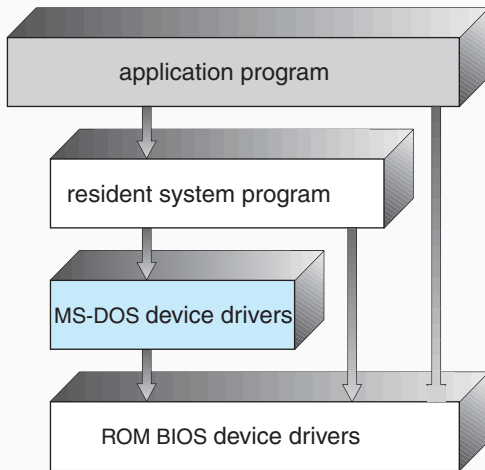 application program
resident system program
MS-DOS device drivers
ROM BIOS device drivers